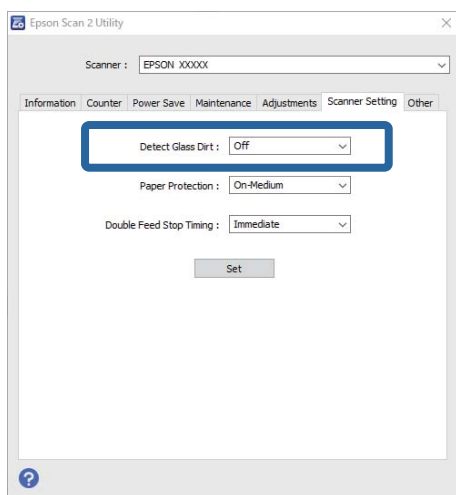 Epson Scan 2 Utility
Scanner : EPSON XXXXX
Information Counter Power Save Maintenance Adjustments Scanner Setting Other
Detect Glass Dirt : Off
Paper Protection : On-Medium
Double Feed Stop Timing : Immediate
Set
?